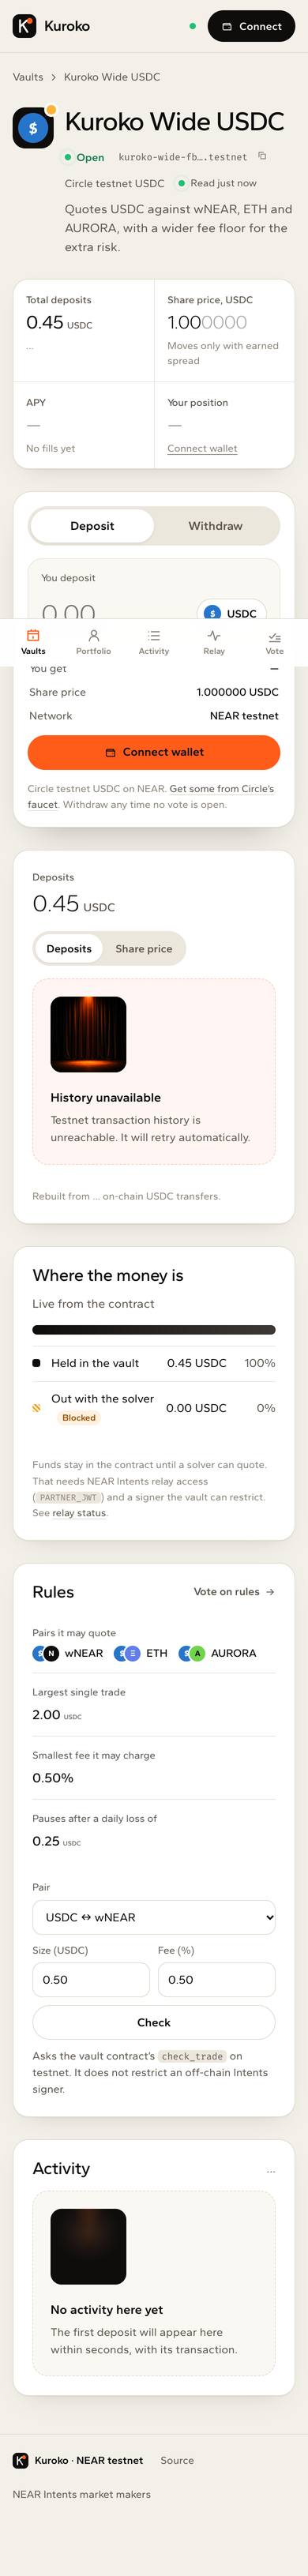 Kuroko
Connect
Vaults > Kuroko Wide USDC
Kuroko Wide USDC
Open kuroko-wide-fb….testnet
Circle testnet USDC Read just now
Quotes USDC against wNEAR, ETH and
AURORA, with a wider fee floor for the
extra risk.
Total deposits
0.45 USDC
...
Share price, USDC
1.000000
Moves only with earned
spread
APY
—
No fills yet
Your position
—
Connect wallet
Deposit Withdraw
You deposit
0.00 USDC
Vaults Portfolio Activity Relay Vote
You get —
Share price 1.000000 USDC
Network NEAR testnet
Connect wallet
Circle testnet USDC on NEAR. Get some from Circle's
faucet. Withdraw any time no vote is open.
Deposits
0.45 USDC
Deposits Share price
History unavailable
Testnet transaction history is
unreachable. It will retry automatically.
Rebuilt from ... on-chain USDC transfers.
Where the money is
Live from the contract
Held in the vault 0.45 USDC 100%
Out with the solver 0.00 USDC 0%
Blocked
Funds stay in the contract until a solver can quote.
That needs NEAR Intents relay access
(PARTNER_JWT) and a signer the vault can restrict.
See relay status.
Rules Vote on rules →
Pairs it may quote
wNEAR ETH AURORA
Largest single trade
2.00 USDC
Smallest fee it may charge
0.50%
Pauses after a daily loss of
0.25 USDC
Pair
USDC ↔ wNEAR
Size (USDC) Fee (%)
0.50 0.50
Check
Asks the vault contract's check_trade on
testnet. It does not restrict an off-chain Intents
signer.
Activity ...
No activity here yet
The first deposit will appear here
within seconds, with its transaction.
Kuroko · NEAR testnet Source
NEAR Intents market makers